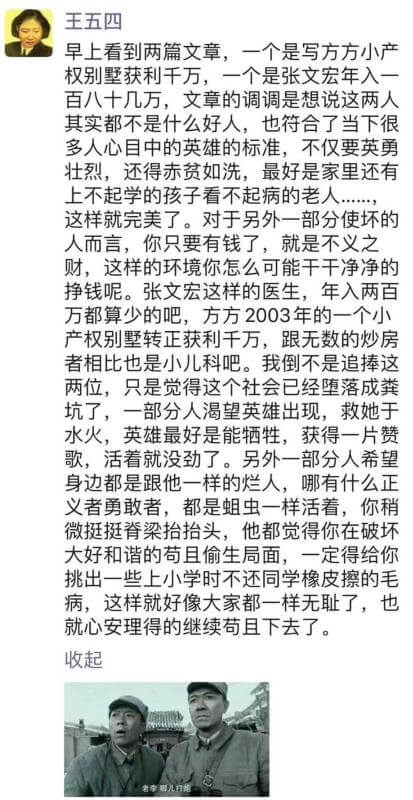 王五四
早上看到两篇文章，一个是写方方小产
权别墅获利千万，一个是张文宏年入一
百八十几万，文章的调调是想说这两人
其实都不是什么好人，也符合了当下很
多人心目中的英雄的标准，不仅要英勇
壮烈，还得赤贫如洗，最好是家里还有
上不起学的孩子看不起病的老人……，
这样就完美了。对于另外一部分使坏的
人而言，你只要有钱了，就是不义之
财，这样的环境你怎么可能干干净净的
挣钱呢。张文宏这样的医生，年入两百
万都算少的吧，方方2003年的一个小
产权别墅转正获利千万，跟无数的炒房
者相比也是小儿科吧。我倒不是追捧这
两位，只是觉得这个社会已经堕落成粪
坑了，一部分人渴望英雄出现，救她于
水火，英雄最好是能牺牲，获得一片赞
歌，活着就没劲了。另外一部分人希望
身边都是跟他一样的烂人，哪有什么正
义者勇敢者，都是蛆虫一样活着，你稍
微挺挺脊梁抬抬头，他都觉得你在破坏
大好和谐的苟且偷生局面，一定得给你
挑出一些上小学时不还同学橡皮擦的毛
病，这样就好像大家都一样无耻了，也
就心安理得的继续苟且下去了。
收起
老李 哪儿打炮